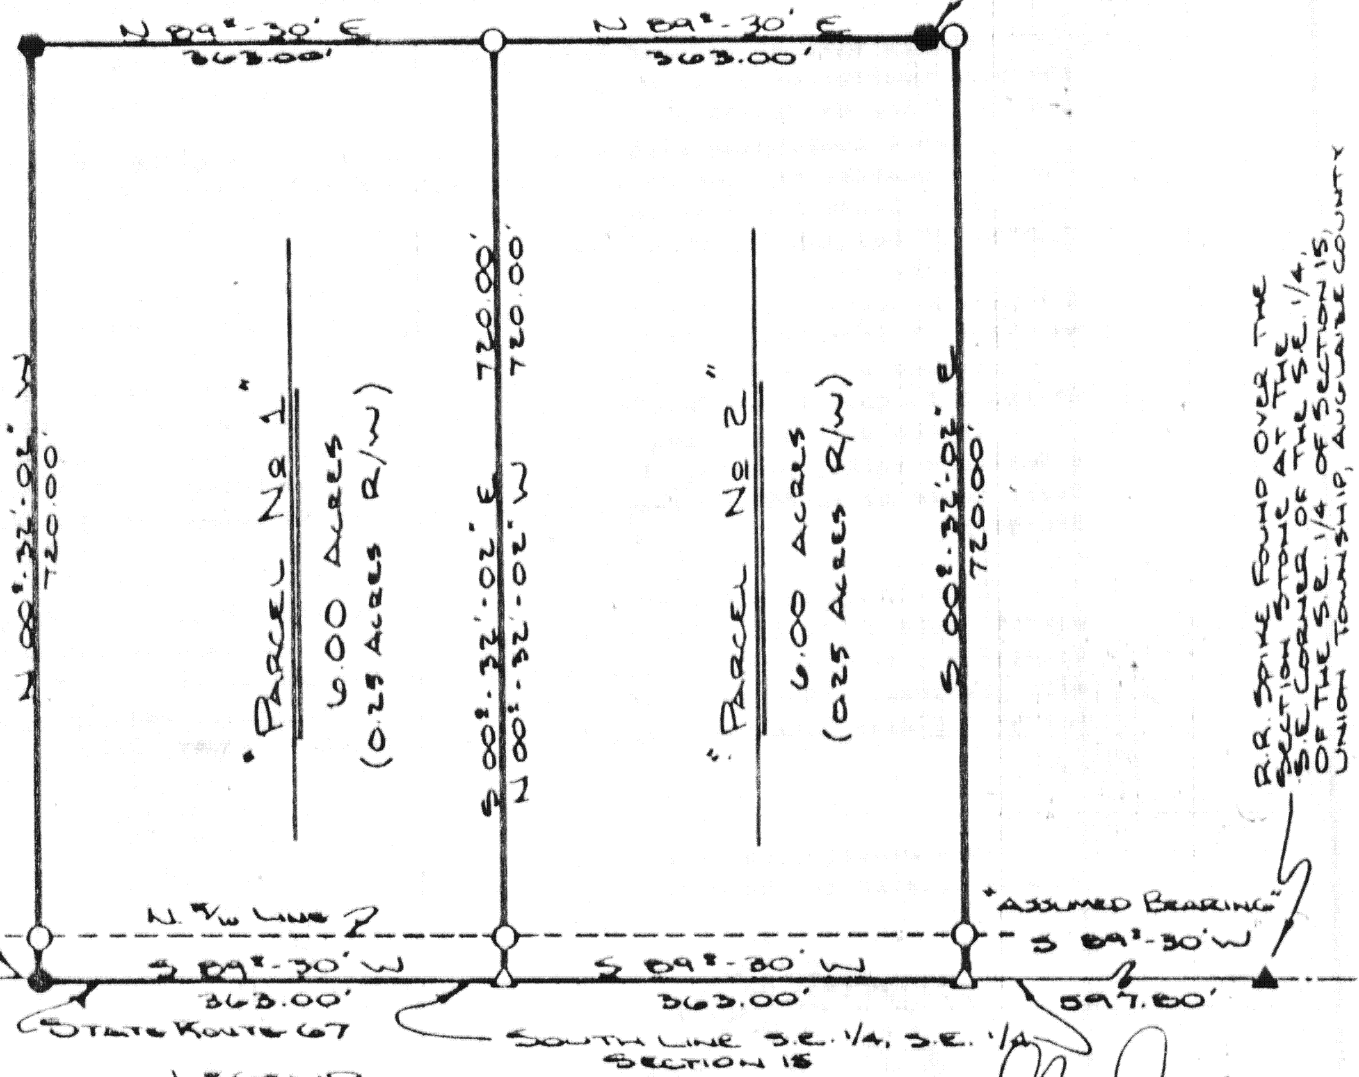 N 89°-30' E
363.00'
N 89°-30' E
363.00'
N 00°-32'-02" W
720.00'
"PARCEL No 1"
6.00 ACRES
(0.25 ACRES R/W)
S 00°-32'-02" E 720.00'
N 00°-32'-02" W 720.00'
"PARCEL No 2"
6.00 ACRES
(0.25 ACRES R/W)
S 00°-32'-02" E
720.00'
R.R. SPIKE FOUND OVER THE
SECTION STONE AT THE
S.E. CORNER OF THE S.E. 1/4,
OF THE S.E. 1/4 OF SECTION 15,
UNION TOWNSHIP, AUGLAIZE COUNTY
N. R/W LINE
"ASSUMED BEARING"
S 89°-30' W
S 89°-30' W
363.00'
S 89°-30' W
363.00'
597.80'
STATE ROUTE 67
SOUTH LINE S.E. 1/4, S.E. 1/4
SECTION 15